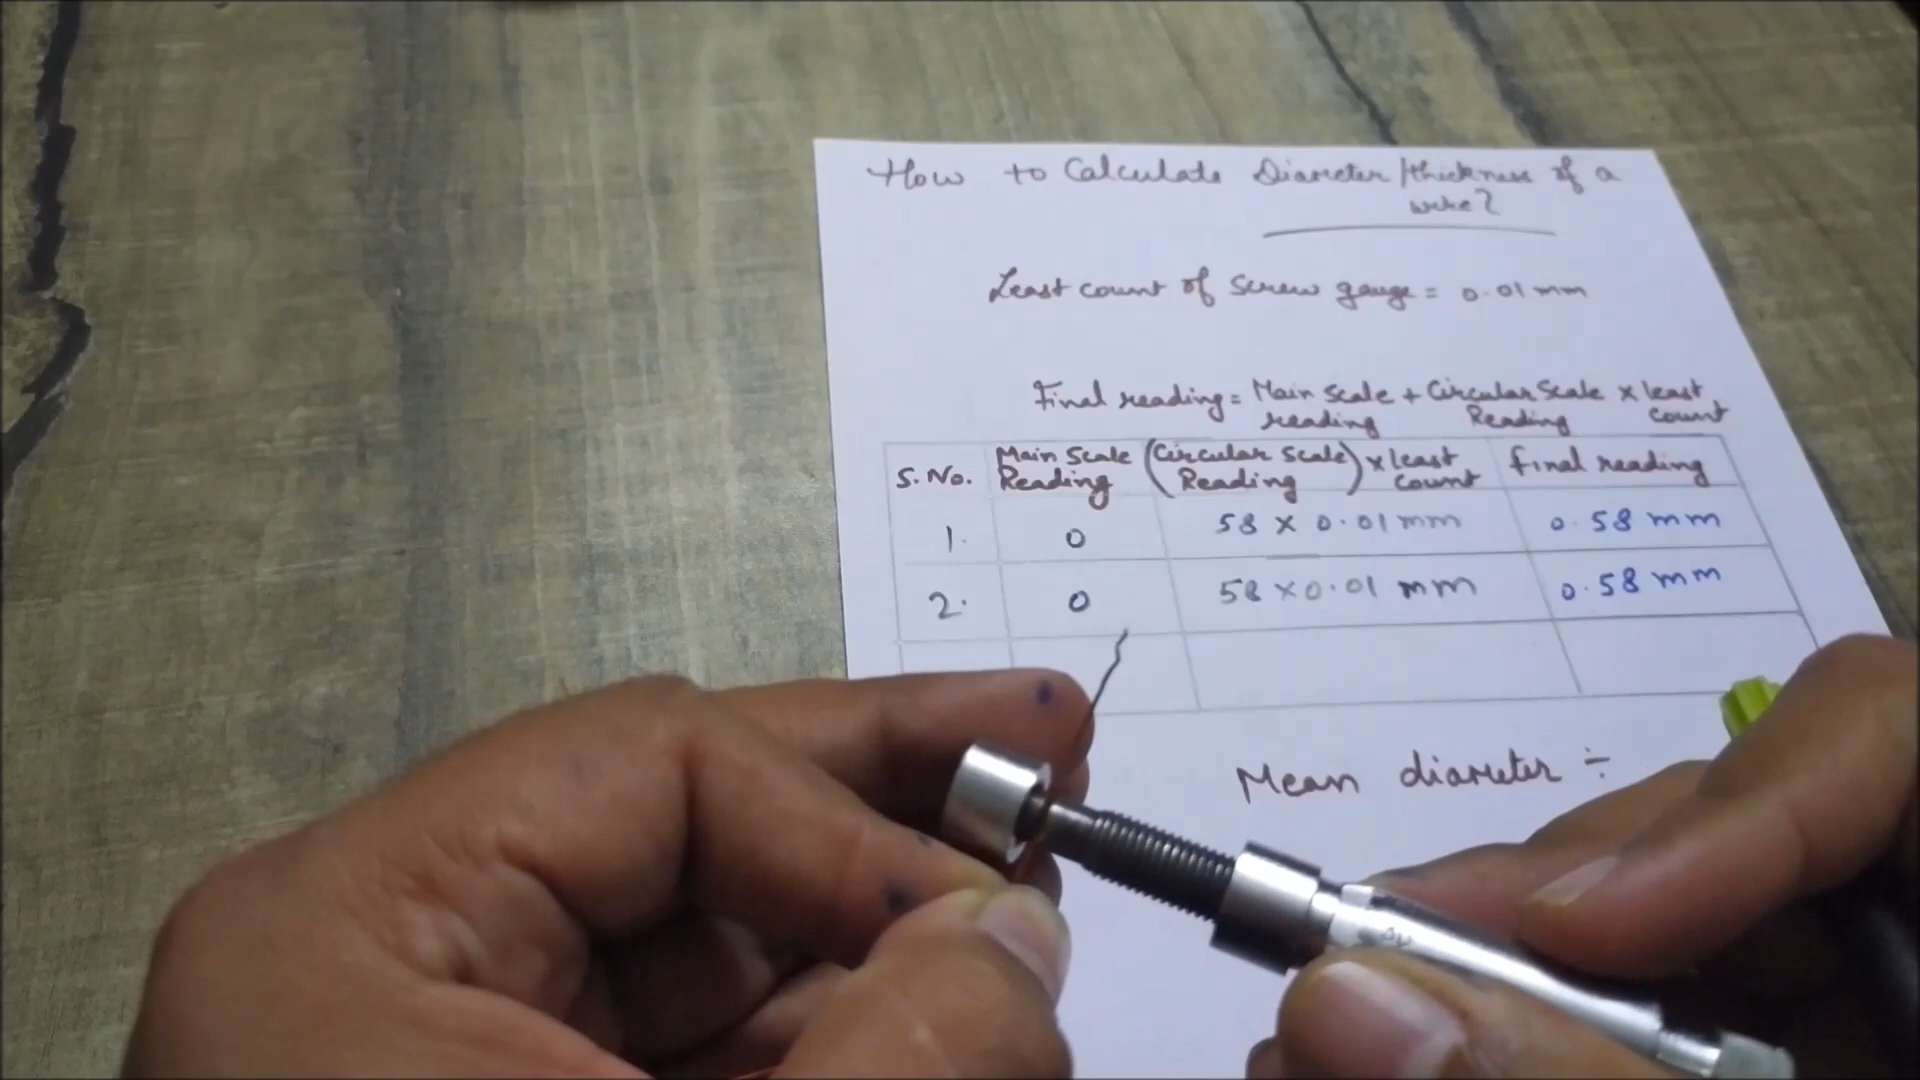 How to Calculate Diameter/thickness of a
wire?
Least count of Screw gauge = 0.01 mm
Final reading = Main Scale + Circular Scale x least
reading Reading count
S. No. Main Scale (Circular Scale) x least final reading
Reading Reading count
1. 0 58 x 0.01 mm 0.58 mm
2. 0 58 x 0.01 mm 0.58 mm
Mean diameter ÷